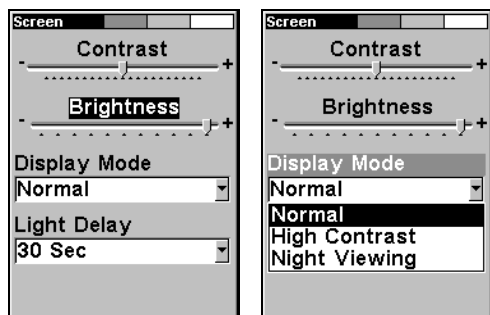 Screen
Contrast
- +
Brightness
- +
Display Mode
Normal
Light Delay
30 Sec
Screen
Contrast
- +
Brightness
- +
Display Mode
Normal
Normal
High Contrast
Night Viewing